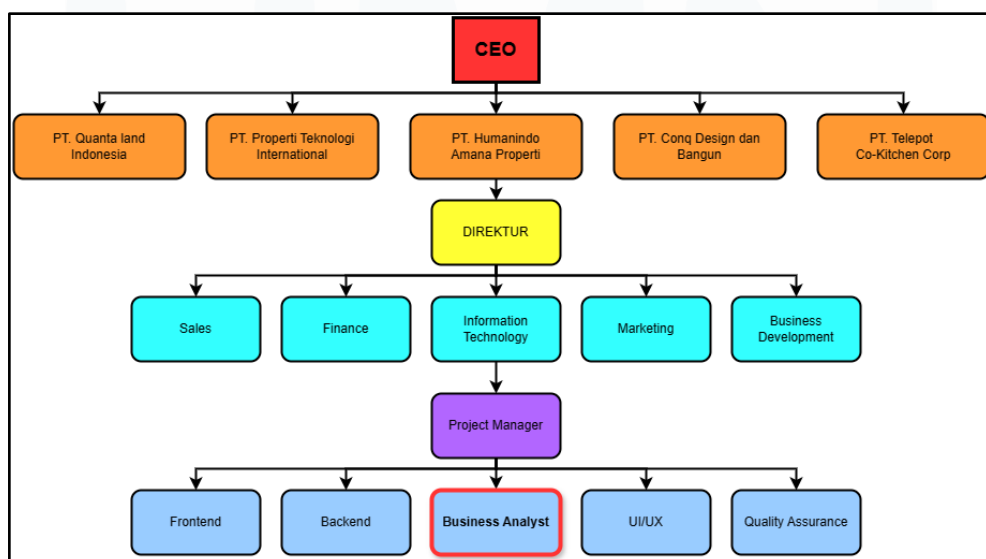 CEO
PT. Quanta land
Indonesia
PT. Properti Teknologi
International
PT. Humanindo
Amana Properti
PT. Conq Design dan
Bangun
PT. Telepot
Co-Kitchen Corp
DIREKTUR
Sales
Finance
Information
Technology
Marketing
Business
Development
Project Manager
Frontend
Backend
Business Analyst
UI/UX
Quality Assurance